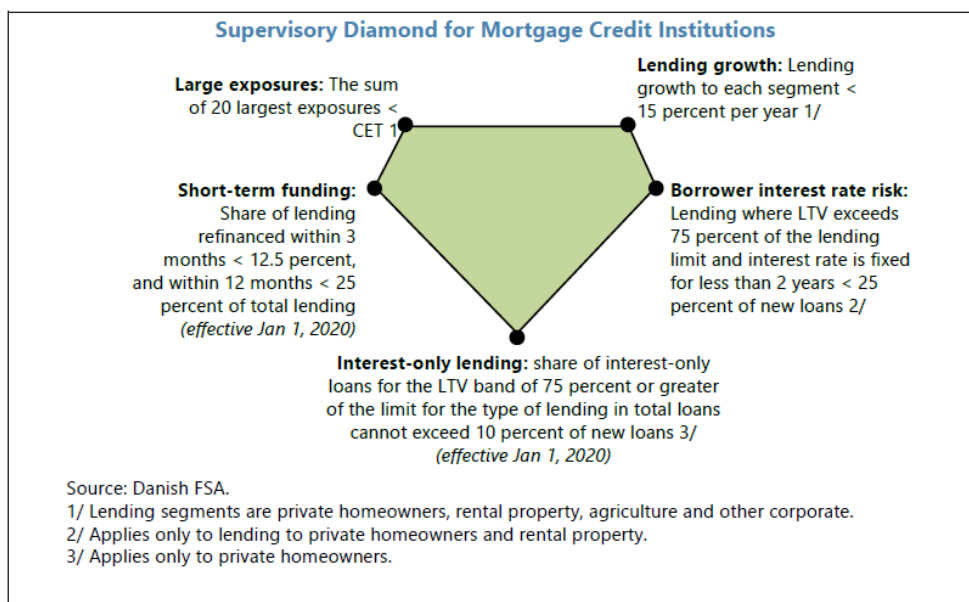 Supervisory Diamond for Mortgage Credit Institutions
Large exposures: The sum
of 20 largest exposures <
CET 1
Lending growth: Lending
growth to each segment <
15 percent per year 1/
Short-term funding:
Share of lending
refinanced within 3
months < 12.5 percent,
and within 12 months < 25
percent of total lending
(effective Jan 1, 2020)
Borrower interest rate risk:
Lending where LTV exceeds
75 percent of the lending
limit and interest rate is fixed
for less than 2 years < 25
percent of new loans 2/
Interest-only lending: share of interest-only
loans for the LTV band of 75 percent or greater
of the limit for the type of lending in total loans
cannot exceed 10 percent of new loans 3/
(effective Jan 1, 2020)
Source: Danish FSA.
1/ Lending segments are private homeowners, rental property, agriculture and other corporate.
2/ Applies only to lending to private homeowners and rental property.
3/ Applies only to private homeowners.